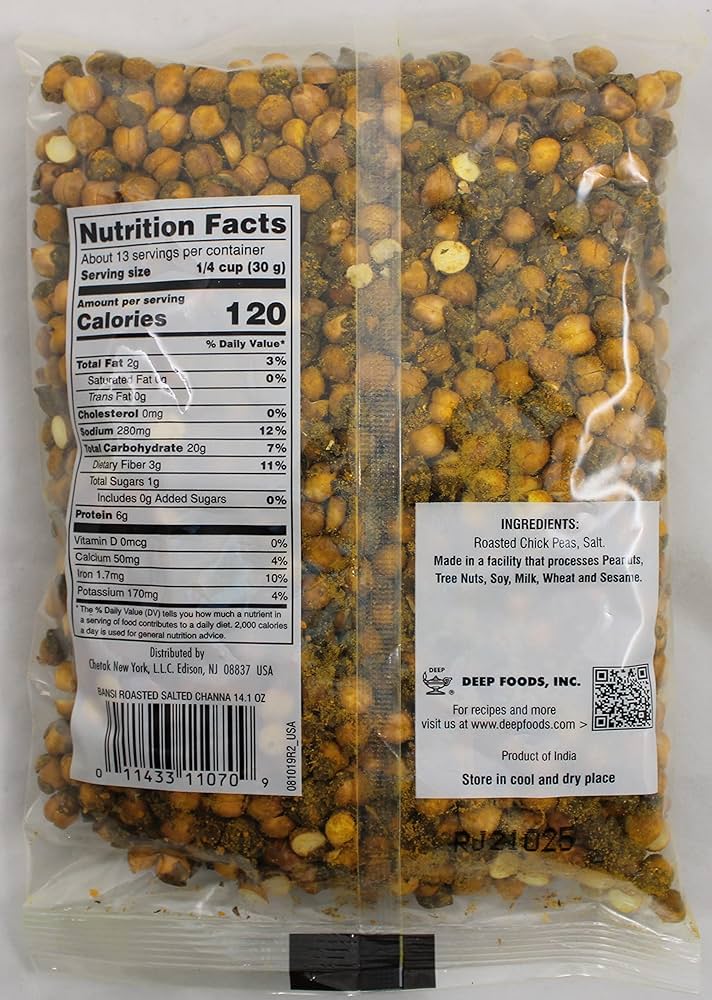 Nutrition Facts
About 13 servings per container
Serving size 1/4 cup (30 g)
Amount per serving
Calories 120
% Daily Value*
Total Fat 2g 3%
Saturated Fat 0g 0%
Trans Fat 0g
Cholesterol 0mg 0%
Sodium 280mg 12%
Total Carbohydrate 20g 7%
Dietary Fiber 3g 11%
Total Sugars 1g
Includes 0g Added Sugars 0%
Protein 6g
Vitamin D 0mcg 0%
Calcium 50mg 4%
Iron 1.7mg 10%
Potassium 170mg 4%
* The % Daily Value (DV) tells you how much a nutrient in
a serving of food contributes to a daily diet. 2,000 calories
a day is used for general nutrition advice.
Distributed by
Chetak New York, L.L.C. Edison, NJ 08837 USA
BANSI ROASTED SALTED CHANNA 14.1 OZ
0 11433 11070 9
081019R2_USA
INGREDIENTS:
Roasted Chick Peas, Salt.
Made in a facility that processes Peanuts,
Tree Nuts, Soy, Milk, Wheat and Sesame.
DEEP
® DEEP FOODS, INC.
For recipes and more
visit us at www.deepfoods.com >
Product of India
Store in cool and dry place
RJ21025